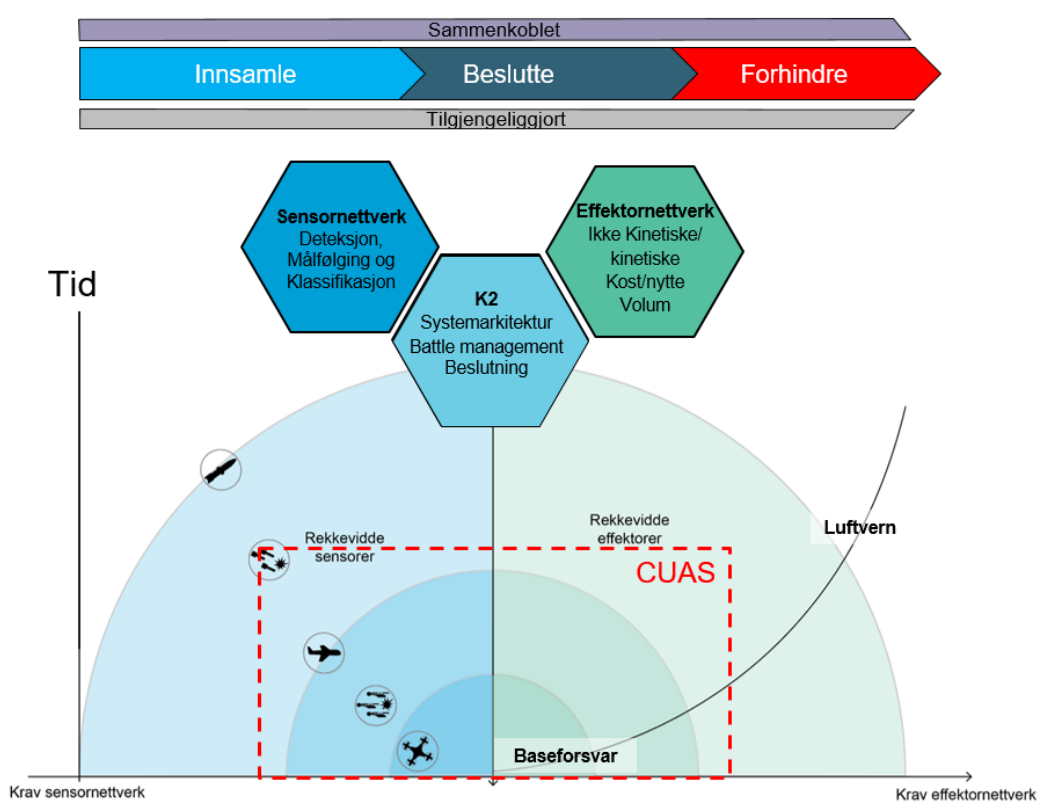 Sammenkoblet
Innsamle
Beslutte
Forhindre
Tilgjengeliggjort
Sensornettverk
Deteksjon,
Målfølging og
Klassifikasjon
Effektornettverk
Ikke Kinetiske/
kinetiske
Kost/nytte
Volum
K2
Systemarkitektur
Battle management
Beslutning
Tid
Rekkevidde
sensorer
Rekkevidde
effektorer
Luftvern
CUAS
Baseforsvar
Krav sensornettverk
Krav effektornettverk